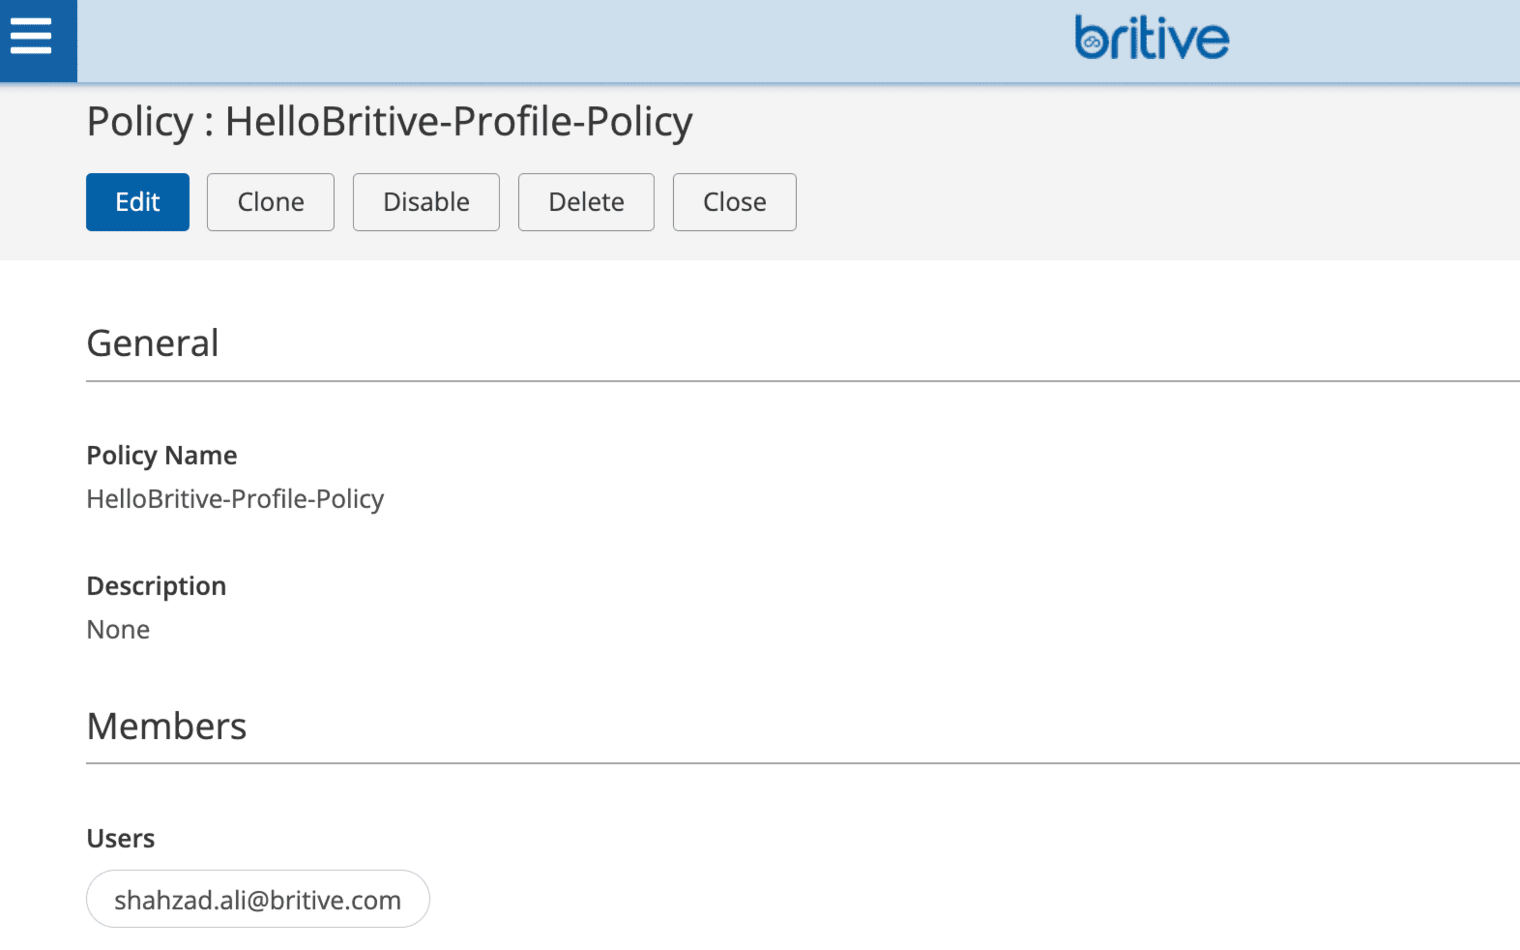 britive
Policy : HelloBritive-Profile-Policy
Edit Clone Disable Delete Close
General
Policy Name
HelloBritive-Profile-Policy
Description
None
Members
Users
shahzad.ali@britive.com